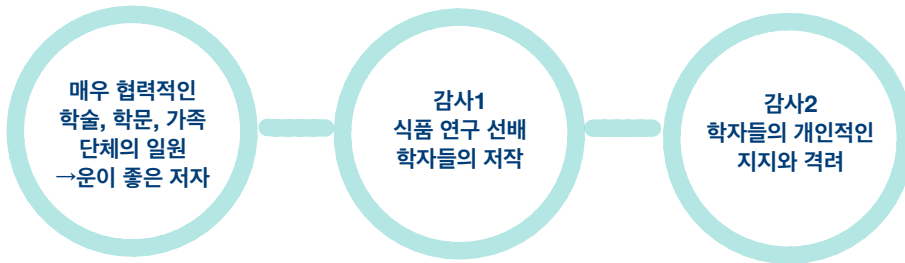 매우 협력적인
학술, 학문, 가족
단체의 일원
→운이 좋은 저자
감사1
식품 연구 선배
학자들의 저작
감사2
학자들의 개인적인
지지와 격려